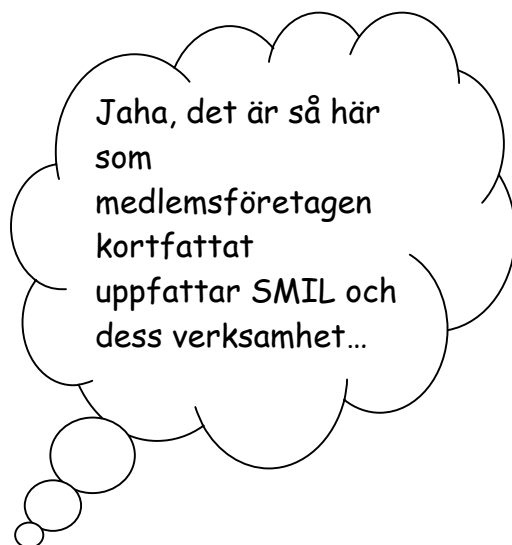 Jaha, det är så här
som
medlemsföretagen
kortfattat
uppfattar SMIL och
dess verksamhet…